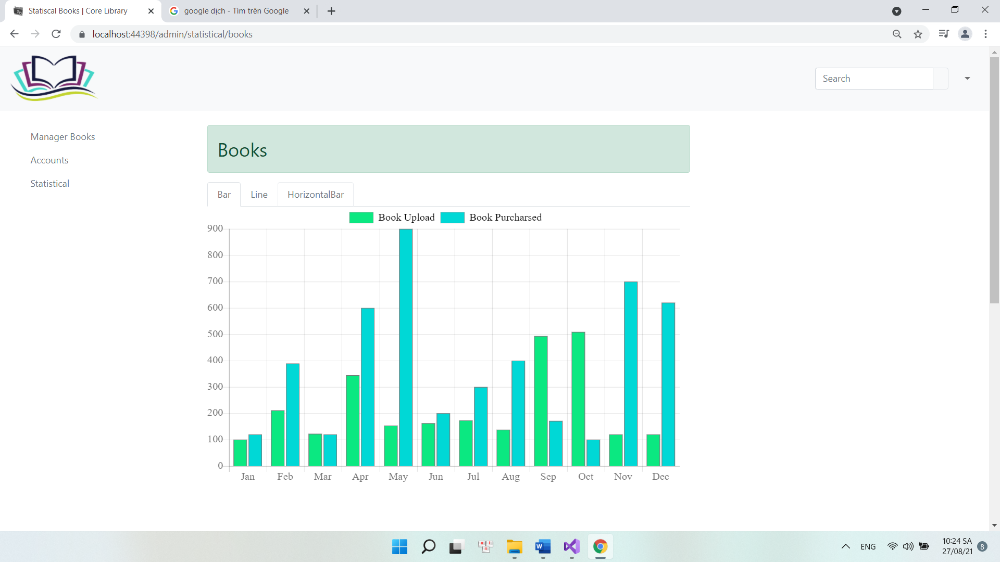 Statiscal Books | Core Library
google dịch - Tìm trên Google
localhost:44398/admin/statistical/books
Search
Manager Books
Accounts
Statistical
Books
Bar
Line
HorizontalBar
Book Upload
Book Purcharsed
900
800
700
600
500
400
300
200
100
0
Jan Feb Mar Apr May Jun Jul Aug Sep Oct Nov Dec
ENG
10:24 SA
27/08/21
8